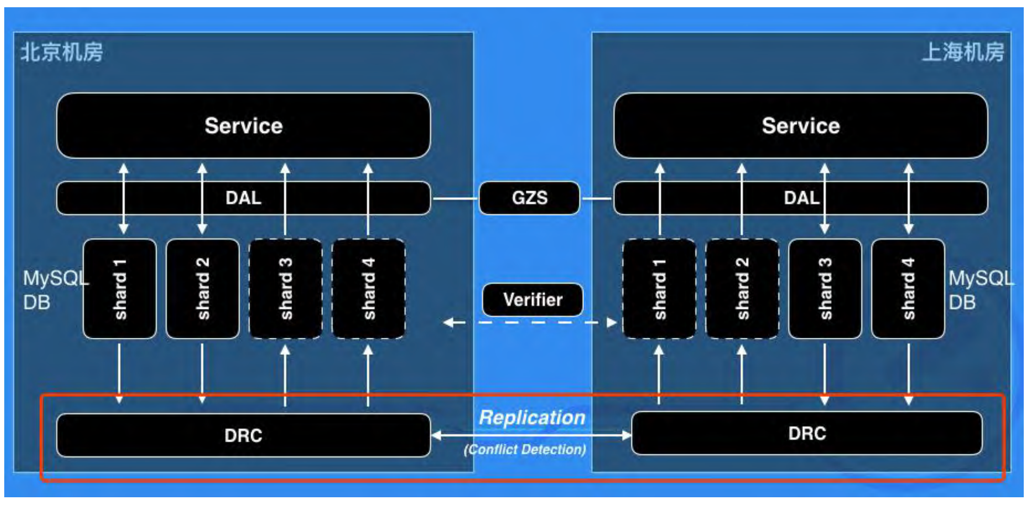 北京机房
上海机房
Service
Service
DAL
GZS
DAL
MySQL
DB
shard 1
shard 2
shard 3
shard 4
Verifier
shard 1
shard 2
shard 3
shard 4
MySQL
DB
Replication
(Conflict Detection)
DRC
DRC